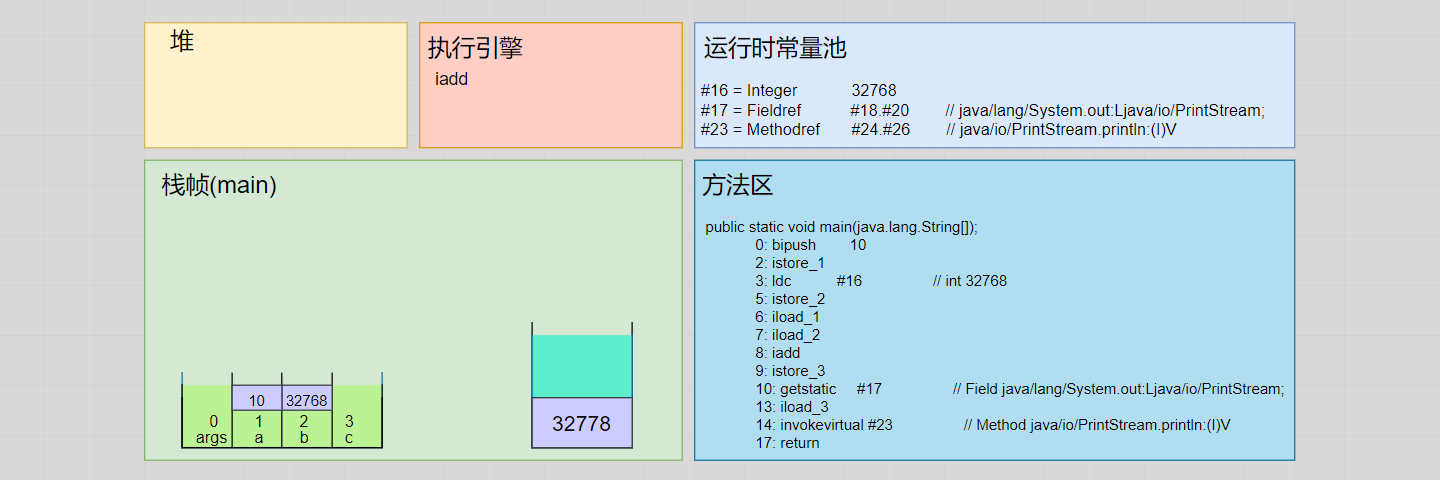 堆
执行引擎
iadd
运行时常量池
#16 = Integer 32768
#17 = Fieldref #18.#20 // java/lang/System.out:Ljava/io/PrintStream;
#23 = Methodref #24.#26 // java/io/PrintStream.println:(I)V
栈帧(main)
10 32768
0 1 2 3
args a b c
32778
方法区
public static void main(java.lang.String[]);
0: bipush 10
2: istore_1
3: ldc #16 // int 32768
5: istore_2
6: iload_1
7: iload_2
8: iadd
9: istore_3
10: getstatic #17 // Field java/lang/System.out:Ljava/io/PrintStream;
13: iload_3
14: invokevirtual #23 // Method java/io/PrintStream.println:(I)V
17: return